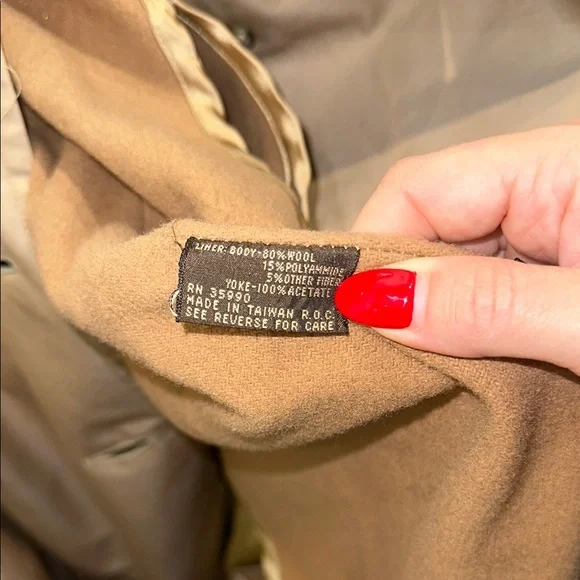 LINER: BODY-80% WOOL
15% POLYAMMIDE
5% OTHER FIBER
YOKE-100% ACETATE
RN 35990
MADE IN TAIWAN R.O.C.
SEE REVERSE FOR CARE